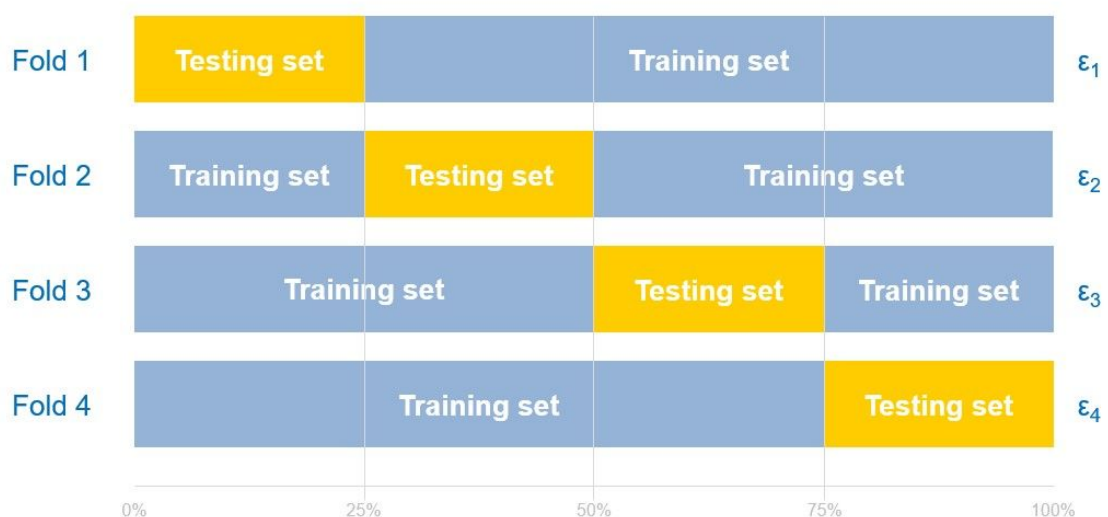 Fold 1 Testing set Training set ε₁
Fold 2 Training set Testing set Training set ε₂
Fold 3 Training set Testing set Training set ε₃
Fold 4 Training set Testing set ε₄
0% 25% 50% 75% 100%